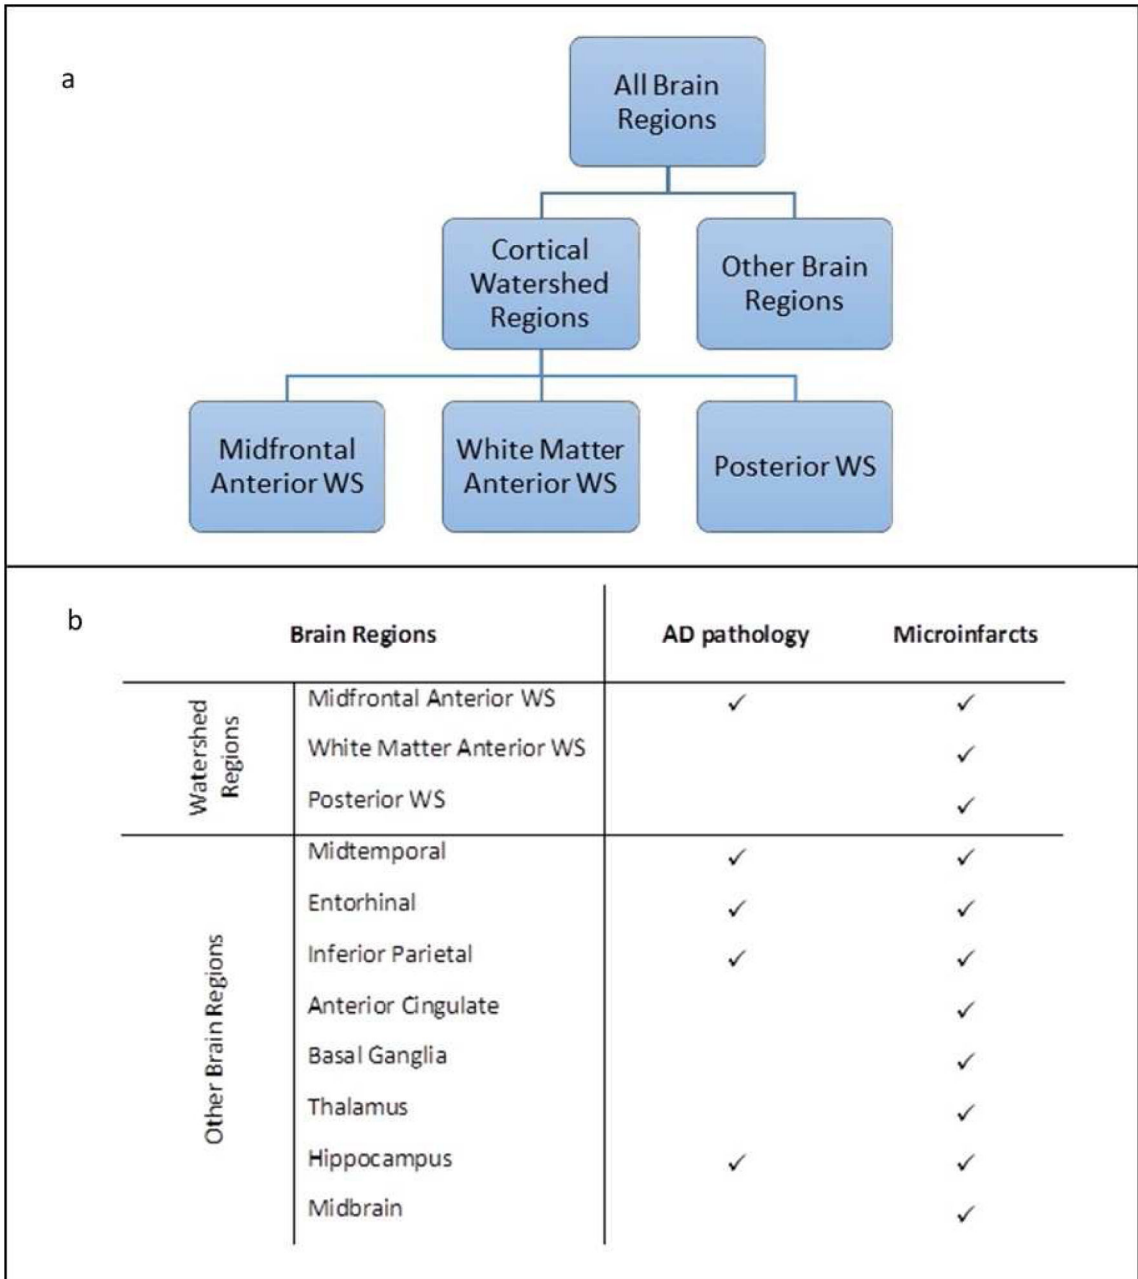 a
All Brain
Regions
Cortical
Watershed
Regions
Other Brain
Regions
Midfrontal
Anterior WS
White Matter
Anterior WS
Posterior WS
b
Brain Regions AD pathology Microinfarcts
Watershed
Regions
Midfrontal Anterior WS ✓ ✓
White Matter Anterior WS ✓
Posterior WS ✓
Other Brain Regions
Midtemporal ✓ ✓
Entorhinal ✓ ✓
Inferior Parietal ✓ ✓
Anterior Cingulate ✓
Basal Ganglia ✓
Thalamus ✓
Hippocampus ✓ ✓
Midbrain ✓